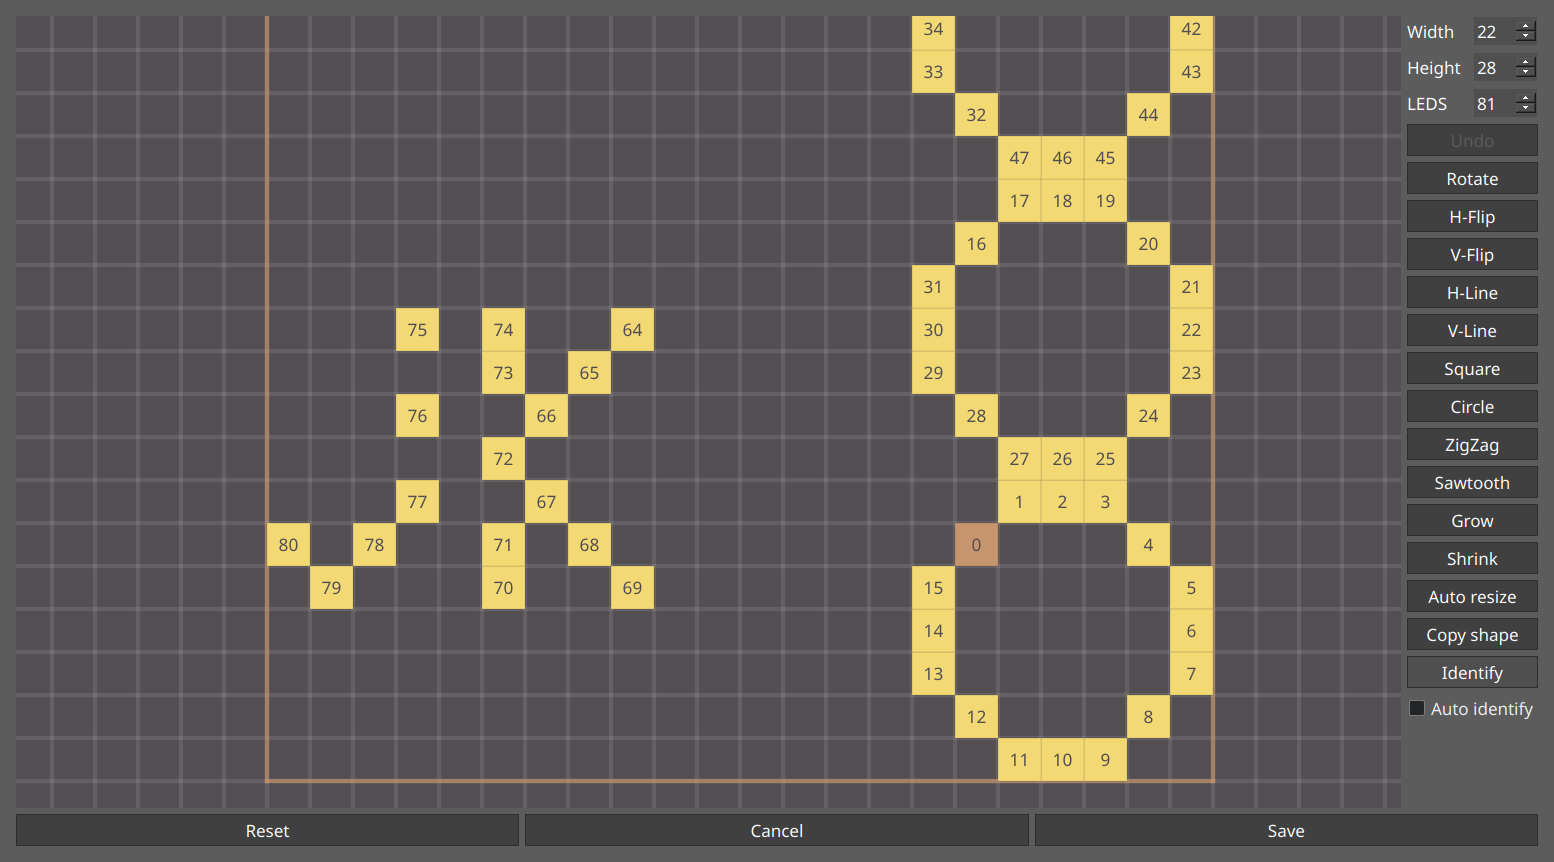 34 42 Width 22
33 43 Height 28
32 44 LEDS 81
Undo
47 46 45
Rotate
17 18 19
H-Flip
16 20 V-Flip
31 21 H-Line
75 74 64 30 22 V-Line
73 65 29 23 Square
76 66 28 24 Circle
72 27 26 25 ZigZag
Sawtooth
77 67 1 2 3
Grow
80 78 71 68 0 4 Shrink
79 70 69 15 5 Auto resize
14 6 Copy shape
13 7 Identify
12 8 Auto identify
11 10 9
Reset Cancel Save